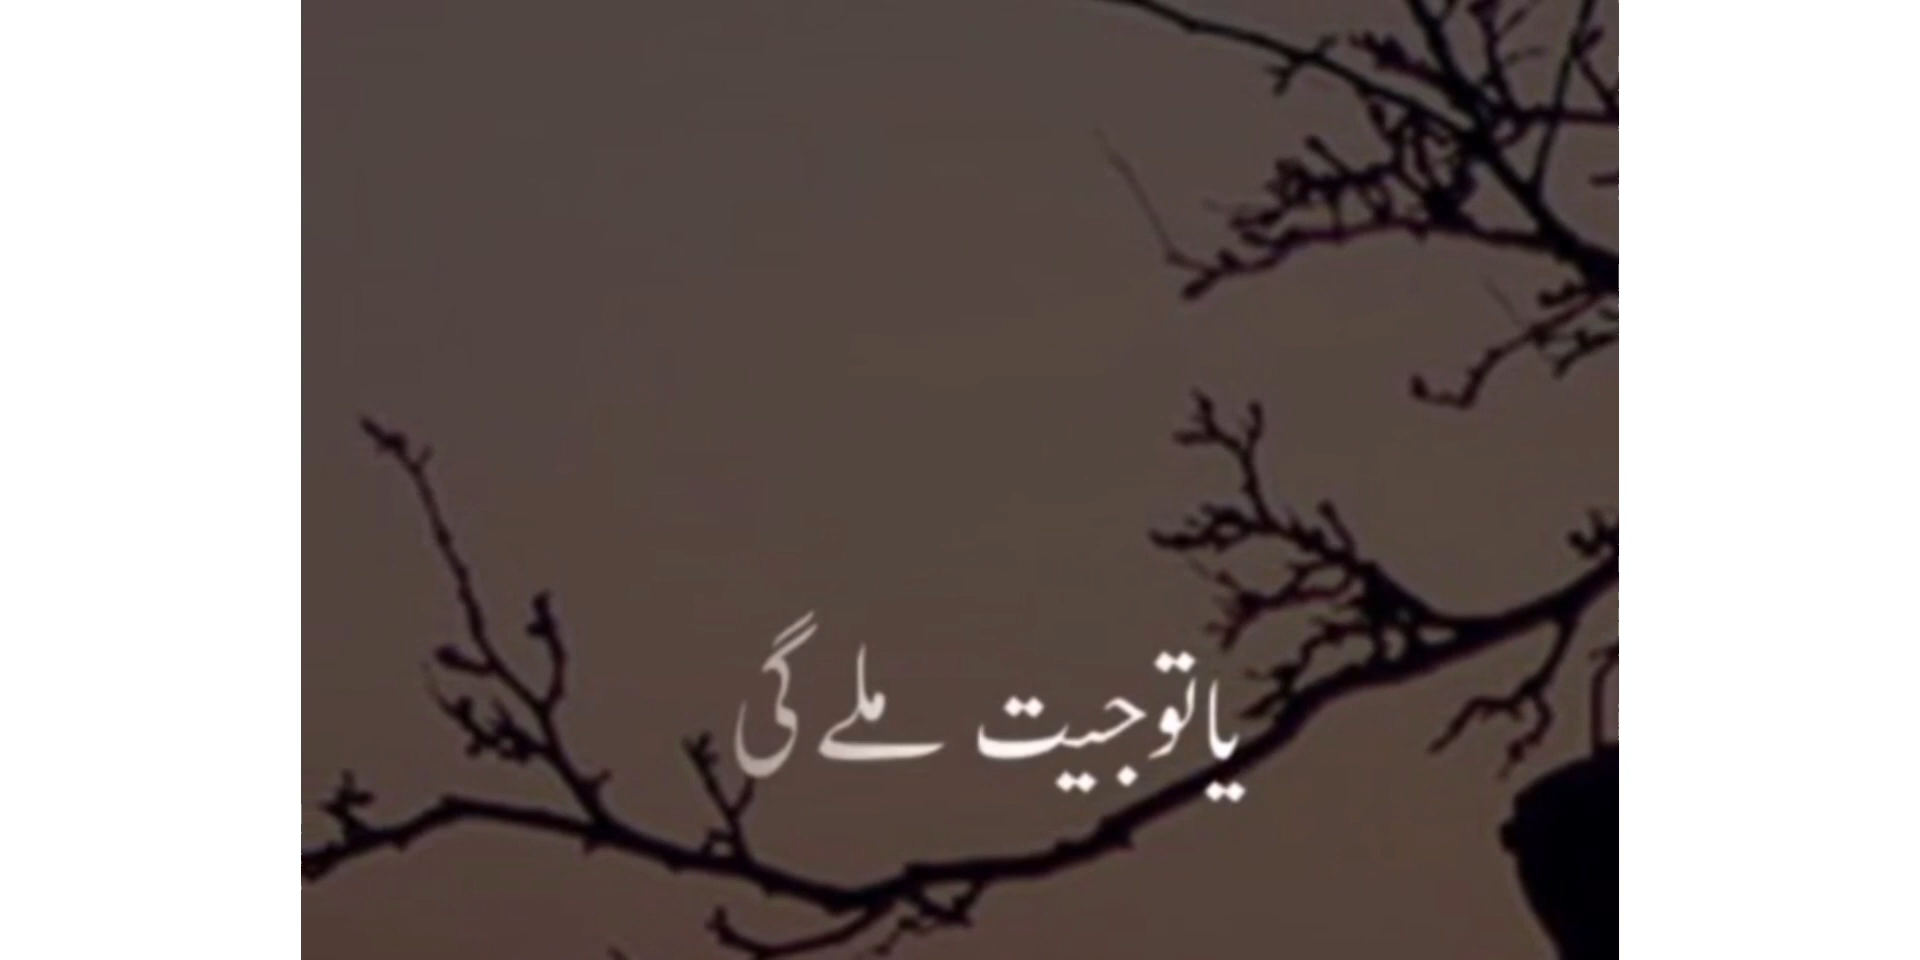 یا تو جیت ملے گی